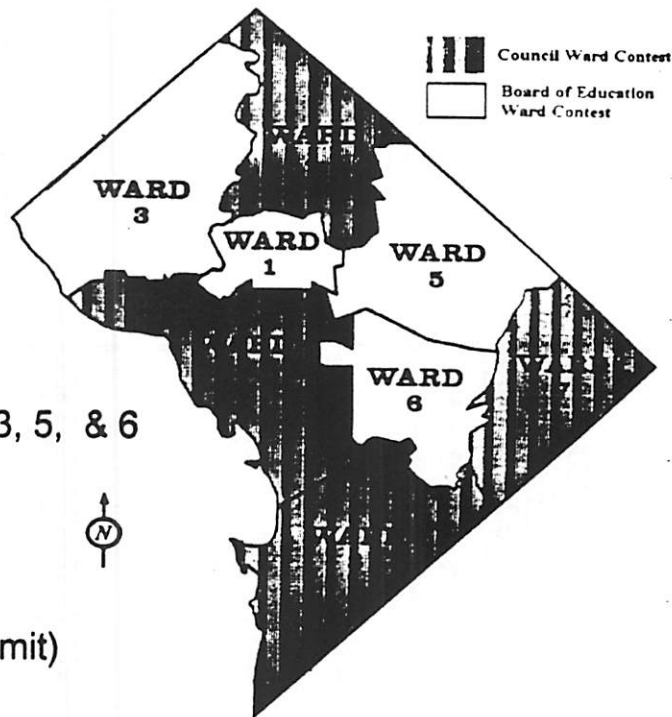 Council Ward Contest
Board of Education
Ward Contest
WARD
WARD
3
WARD
1
WARD
5
WARD
6
3, 5, & 6
N
mit)